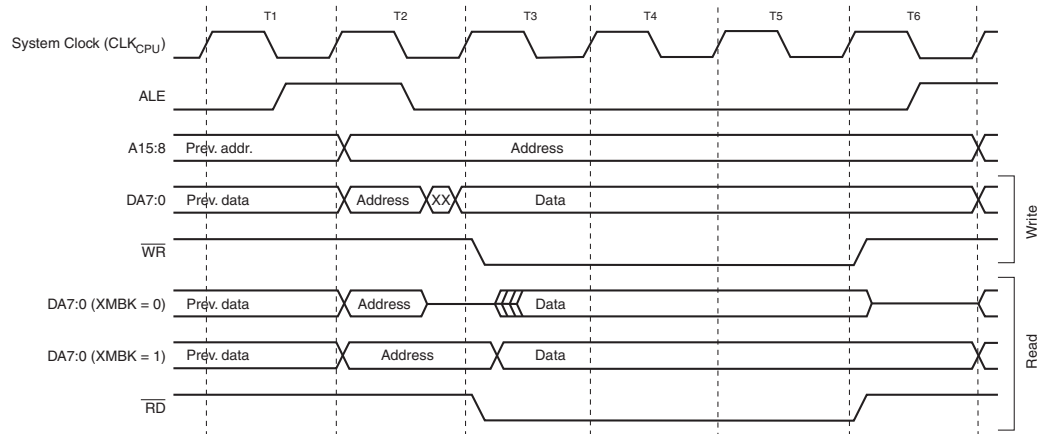 T1 T2 T3 T4 T5 T6
System Clock (CLKCPU)
ALE
A15:8 Prev. addr. Address
DA7:0 Prev. data Address XX Data
WR
Write
DA7:0 (XMBK = 0) Prev. data Address Data
DA7:0 (XMBK = 1) Prev. data Address Data
RD
Read